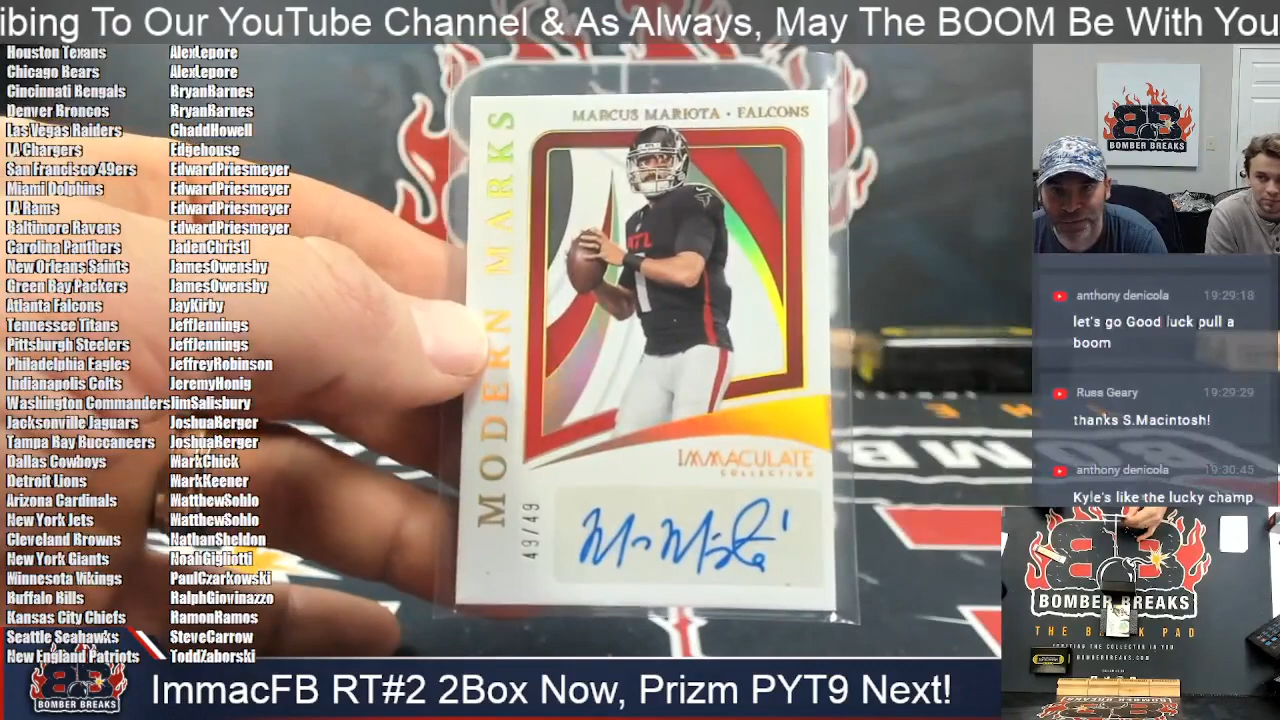 ibing To Our YouTube Channel & As Always, May The BOOM Be With You
Houston Texans AlexLepore
Chicago Bears AlexLepore
Cincinnati Bengals BryanBarnes
Denver Broncos BryanBarnes
Las Vegas Raiders ChaddHowell
LA Chargers Edgehouse
San Francisco 49ers EdwardPriesmeyer
Miami Dolphins EdwardPriesmeyer
LA Rams EdwardPriesmeyer
Baltimore Ravens EdwardPriesmeyer
Carolina Panthers JadenChristl
New Orleans Saints JamesOwensby
Green Bay Packers JamesOwensby
Atlanta Falcons JayKirby
Tennessee Titans JeffJennings
Pittsburgh Steelers JeffJennings
Philadelphia Eagles JeffreyRobinson
Indianapolis Colts JeremyHonig
Washington Commanders JimSalisbury
Jacksonville Jaguars JoshuaBerger
Tampa Bay Buccaneers JoshuaBerger
Dallas Cowboys MarkChick
Detroit Lions MarkKeener
Arizona Cardinals MatthewSohlo
New York Jets MatthewSohlo
Cleveland Browns NathanSheldon
New York Giants NoahGigliotti
Minnesota Vikings PaulCzarkowski
Buffalo Bills RalphGiovinazzo
Kansas City Chiefs RamonRamos
Seattle Seahawks SteveCarrow
New England Patriots ToddZaborski
MARCUS MARIOTA · FALCONS
MODERN MARKS
ATL
1
IMMACULATE
COLLECTION
49/49
BOMBER BREAKS
anthony denicola 19:29:18
let's go Good luck pull a
boom
Russ Geary 19:29:29
thanks S.Macintosh!
anthony denicola 19:30:45
Kyle's like the lucky champ
BOMBER BREAKS
THE BREAK PAD
BOMBERBREAKS.COM
BOMBER BREAKS
ImmacFB RT#2 2Box Now, Prizm PYT9 Next!